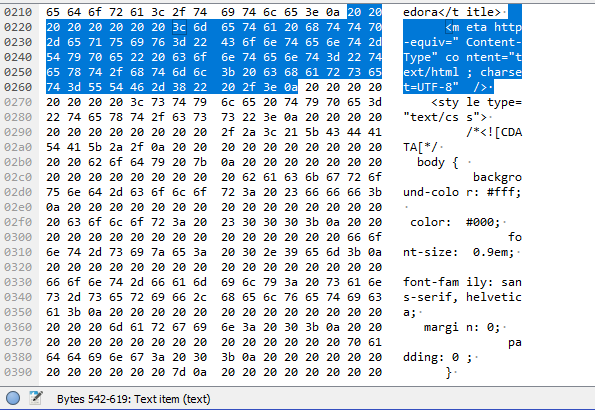 0210 65 64 6f 72 61 3c 2f 74 69 74 6c 65 3e 0a 20 20 edora</t itle>·
0220 20 20 20 20 20 20 3c 6d 65 74 61 20 68 74 74 70 <m eta http
0230 2d 65 71 75 69 76 3d 22 43 6f 6e 74 65 6e 74 2d -equiv=" Content-
0240 54 79 70 65 22 20 63 6f 6e 74 65 6e 74 3d 22 74 Type" co ntent="t
0250 65 78 74 2f 68 74 6d 6c 3b 20 63 68 61 72 73 65 ext/html ; charse
0260 74 3d 55 54 46 2d 38 22 20 2f 3e 0a 20 20 20 20 t=UTF-8" />·
0270 20 20 20 20 3c 73 74 79 6c 65 20 74 79 70 65 3d <sty le type=
0280 22 74 65 78 74 2f 63 73 73 22 3e 0a 20 20 20 20 "text/cs s">·
0290 20 20 20 20 20 20 20 20 2f 2a 3c 21 5b 43 44 41 /*<![CDA
02a0 54 41 5b 2a 2f 0a 20 20 20 20 20 20 20 20 20 20 TA[*/ ·
02b0 20 20 62 6f 64 79 20 7b 0a 20 20 20 20 20 20 20 body { ·
02c0 20 20 20 20 20 20 20 20 20 62 61 63 6b 67 72 6f backgro
02d0 75 6e 64 2d 63 6f 6c 6f 72 3a 20 23 66 66 66 3b und-colo r: #fff;
02e0 0a 20 20 20 20 20 20 20 20 20 20 20 20 20 20 20 ·
02f0 20 63 6f 6c 6f 72 3a 20 23 30 30 30 3b 0a 20 20 color: #000;·
0300 20 20 20 20 20 20 20 20 20 20 20 20 20 20 66 6f fo
0310 6e 74 2d 73 69 7a 65 3a 20 30 2e 39 65 6d 3b 0a nt-size: 0.9em;·
0320 20 20 20 20 20 20 20 20 20 20 20 20 20 20 20 20
0330 66 6f 6e 74 2d 66 61 6d 69 6c 79 3a 20 73 61 6e font-fam ily: san
0340 73 2d 73 65 72 69 66 2c 68 65 6c 76 65 74 69 63 s-serif, helvetic
0350 61 3b 0a 20 20 20 20 20 20 20 20 20 20 20 20 20 a;·
0360 20 20 20 6d 61 72 67 69 6e 3a 20 30 3b 0a 20 20 margi n: 0;·
0370 20 20 20 20 20 20 20 20 20 20 20 20 20 20 70 61 pa
0380 64 64 69 6e 67 3a 20 30 3b 0a 20 20 20 20 20 20 dding: 0 ;·
0390 20 20 20 20 20 20 7d 0a 20 20 20 20 20 20 20 20 }·
Bytes 542-619: Text item (text)